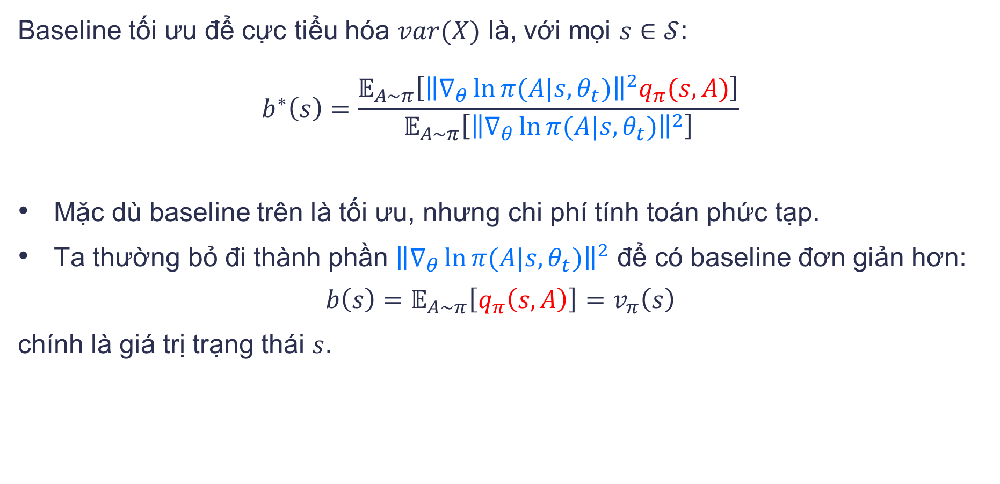 Baseline tối ưu để cực tiểu hóa $var(X)$ là, với mọi $s \in \mathcal{S}$:
$b^*(s) = \frac{\mathbb{E}_{A \sim \pi}[\|\nabla_\theta \ln \pi(A|s, \theta_t)\|^2 q_\pi(s, A)]}{\mathbb{E}_{A \sim \pi}[\|\nabla_\theta \ln \pi(A|s, \theta_t)\|^2]}$
• Mặc dù baseline trên là tối ưu, nhưng chi phí tính toán phức tạp.
• Ta thường bỏ đi thành phần $\|\nabla_\theta \ln \pi(A|s, \theta_t)\|^2$ để có baseline đơn giản hơn:
$b(s) = \mathbb{E}_{A \sim \pi}[q_\pi(s, A)] = v_\pi(s)$
chính là giá trị trạng thái $s$.